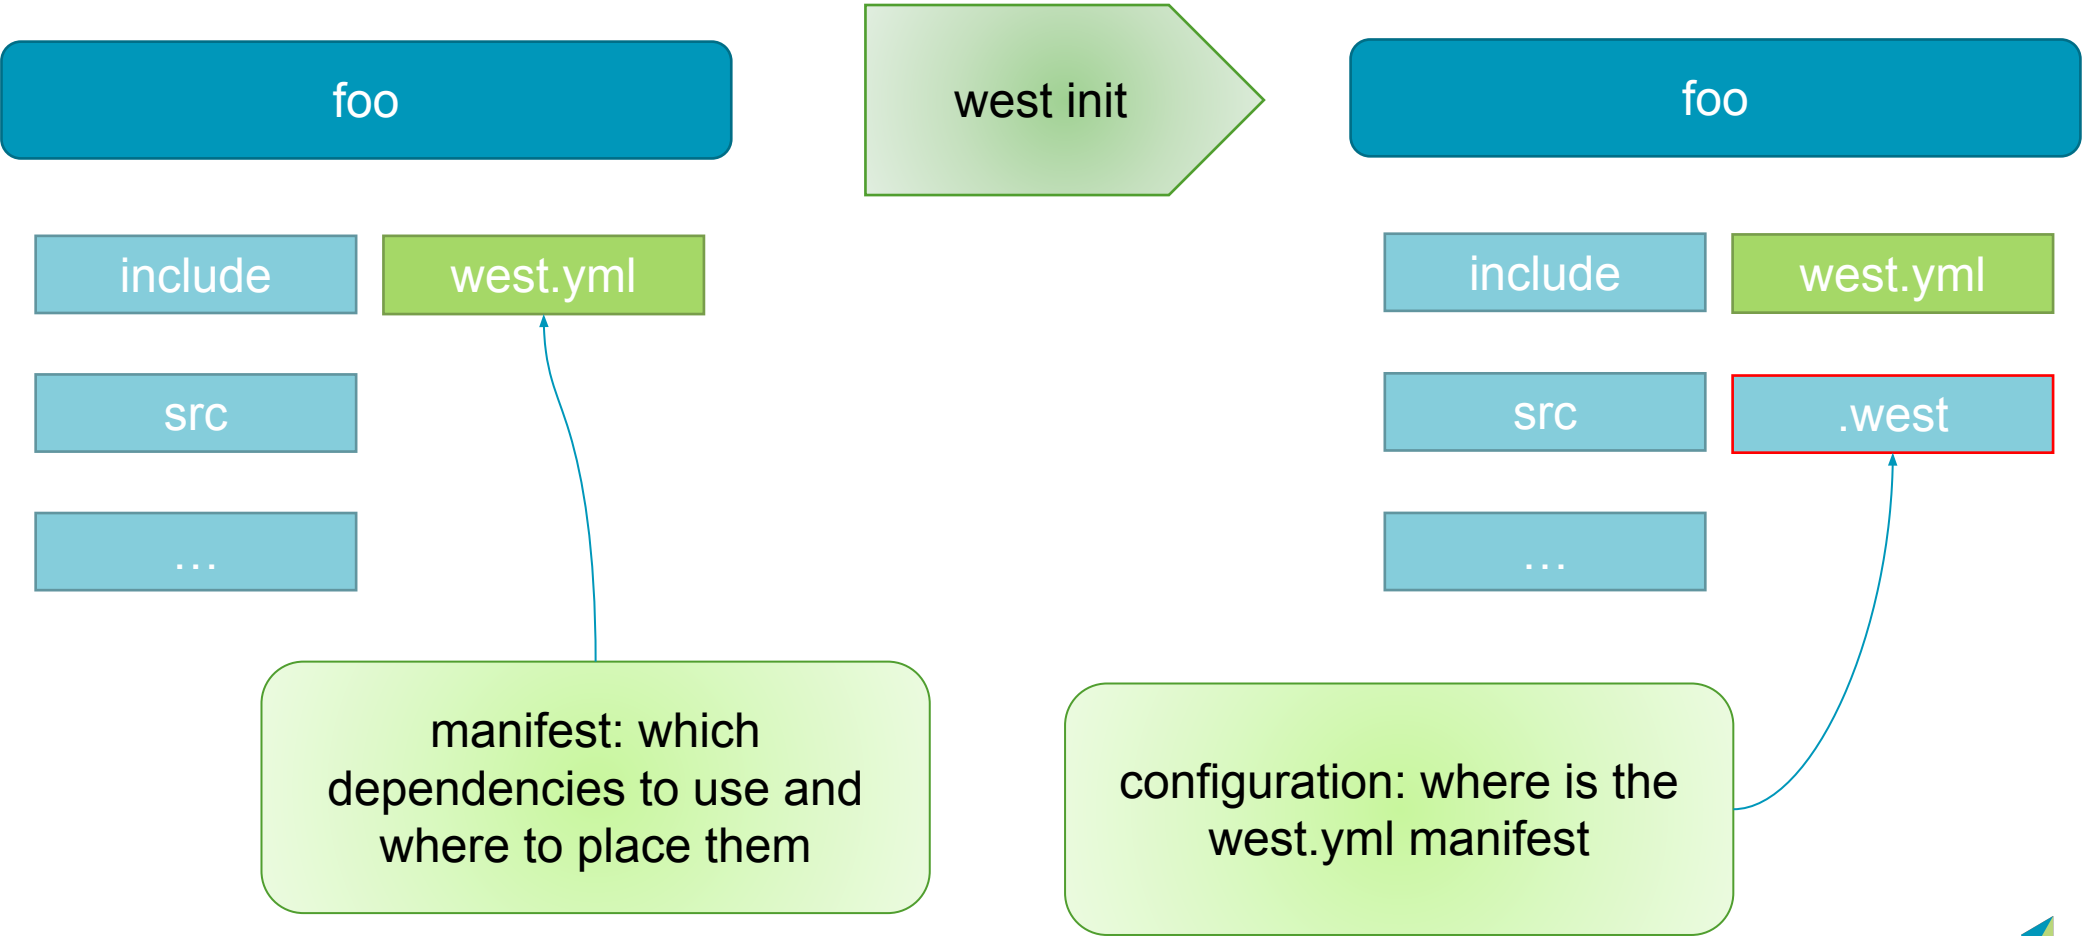 foo
west init
foo
include
west.yml
include
west.yml
src
src
.west
…
…
manifest: which
dependencies to use and
where to place them
configuration: where is the
west.yml manifest